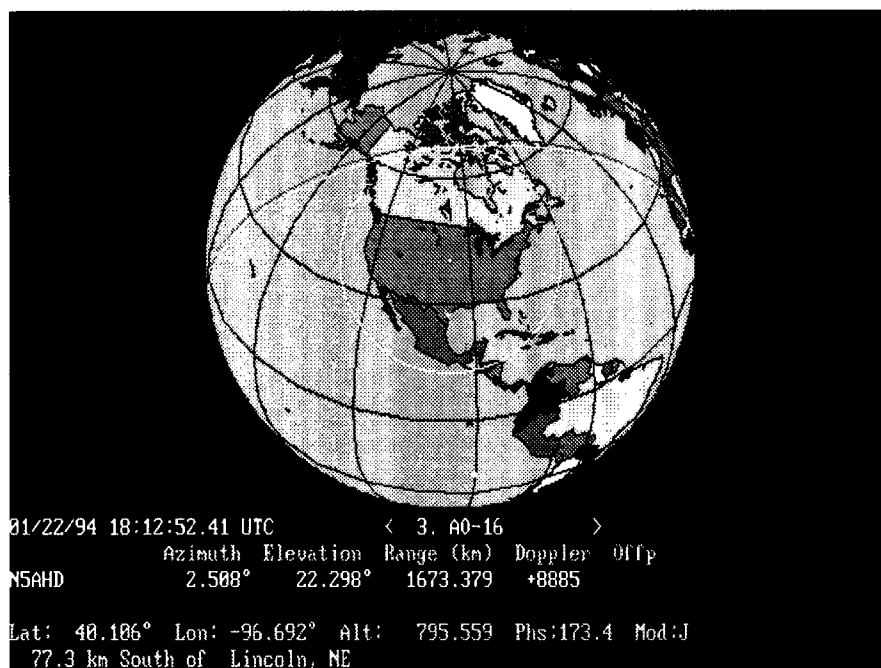 01/22/94 18:12:52.41 UTC < 3. AO-16 >
Azimuth Elevation Range (km) Doppler Offp
N5AHD 2.508° 22.298° 1673.379 +8885
Lat: 40.106° Lon: -96.692° Alt: 795.559 Phs:173.4 Mod:J
77.3 km South of Lincoln, NE